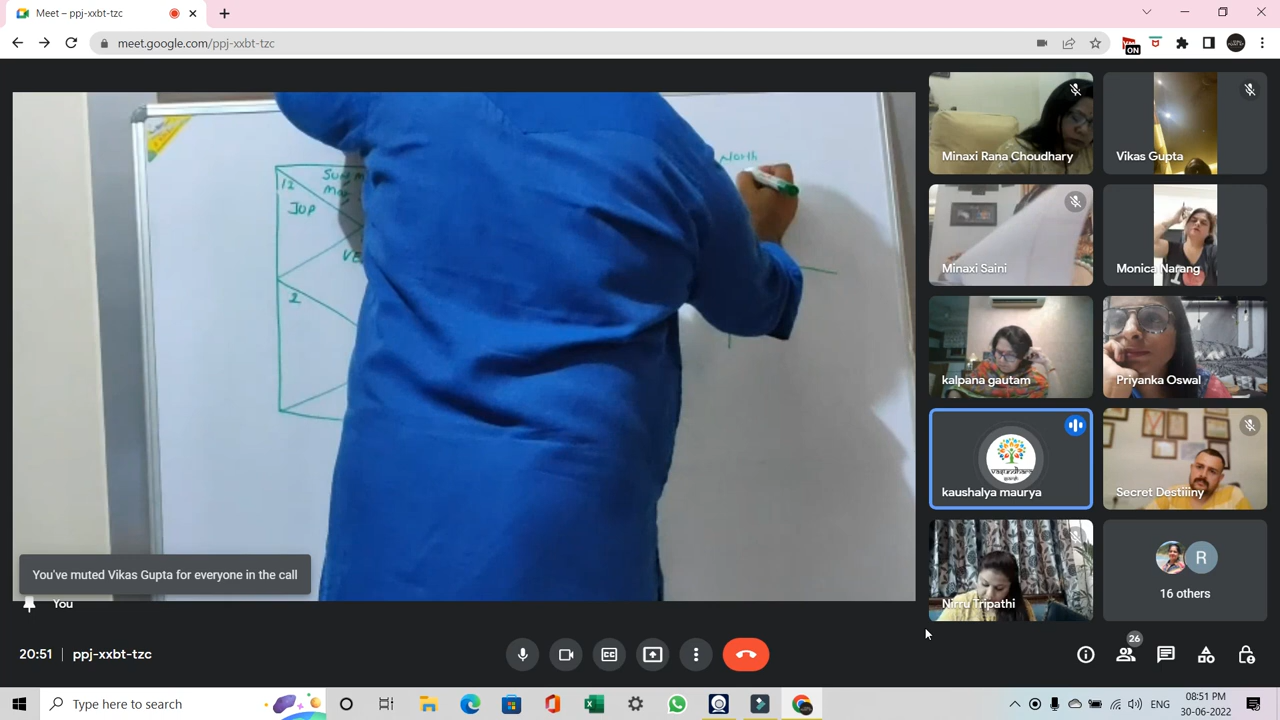 Meet – ppj-xxbt-tzc
meet.google.com/ppj-xxbt-tzc
ON
12
SUN
JUP
VE
2
North
Minaxi Rana Choudhary
Vikas Gupta
Minaxi Saini
Monica Narang
kalpana gautam
Priyanka Oswal
kaushalya maurya
Secret Destiiiny
Nirru Tripathi
R
16 others
You've muted Vikas Gupta for everyone in the call
You
20:51 | ppj-xxbt-tzc
26
Type here to search
ENG
08:51 PM
30-06-2022